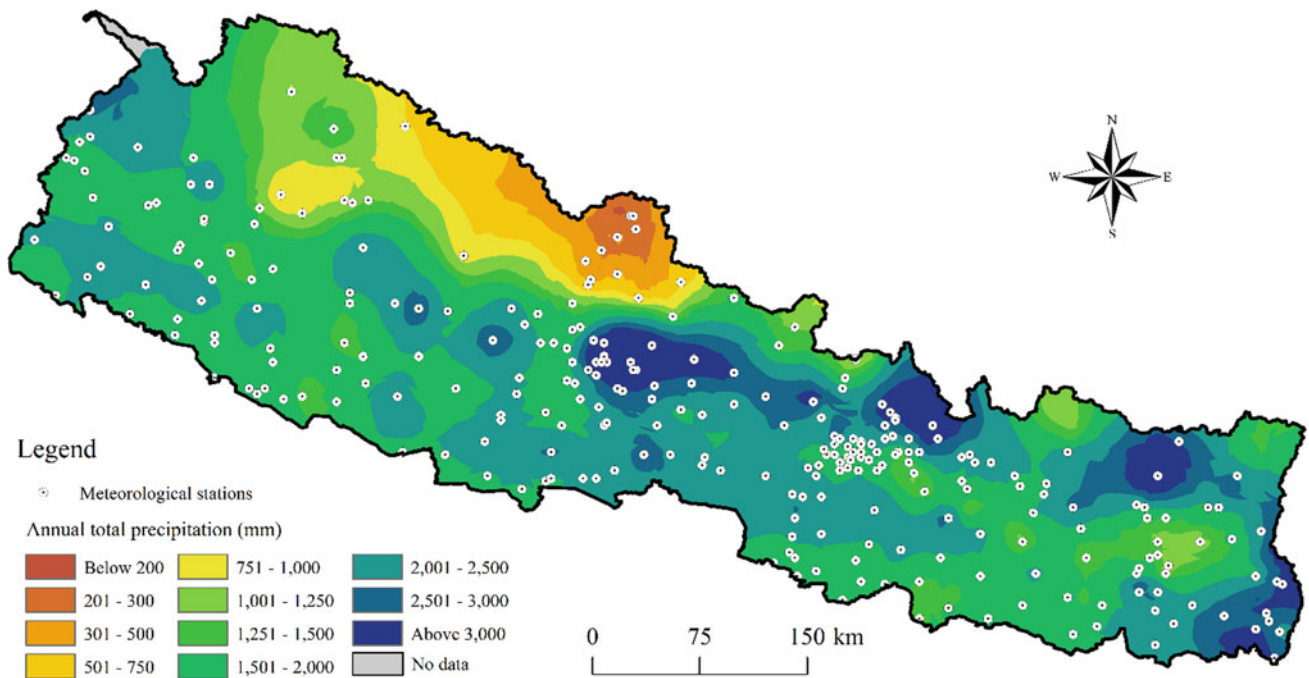 N
W E
S
Legend
Meteorological stations
Annual total precipitation (mm)
Below 200 751 - 1,000 2,001 - 2,500
201 - 300 1,001 - 1,250 2,501 - 3,000
301 - 500 1,251 - 1,500 Above 3,000
501 - 750 1,501 - 2,000 No data
0 75 150 km